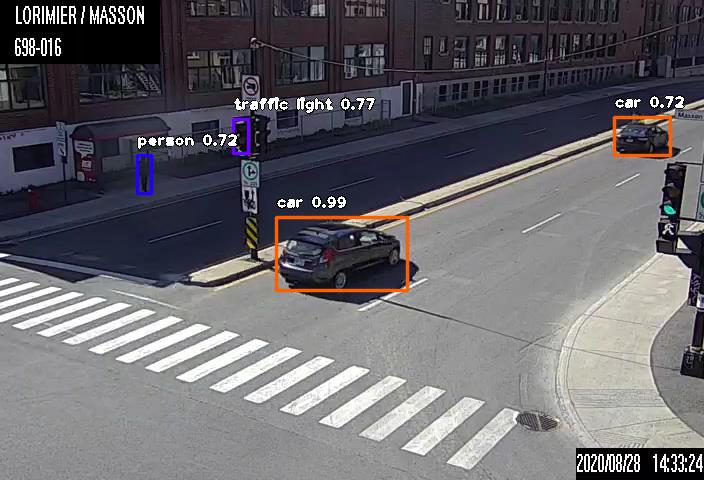 LORIMIER / MASSON
698-016
traffic light 0.77
car 0.72
person 0.72
Masson
car 0.99
2020/08/28 14:33:24